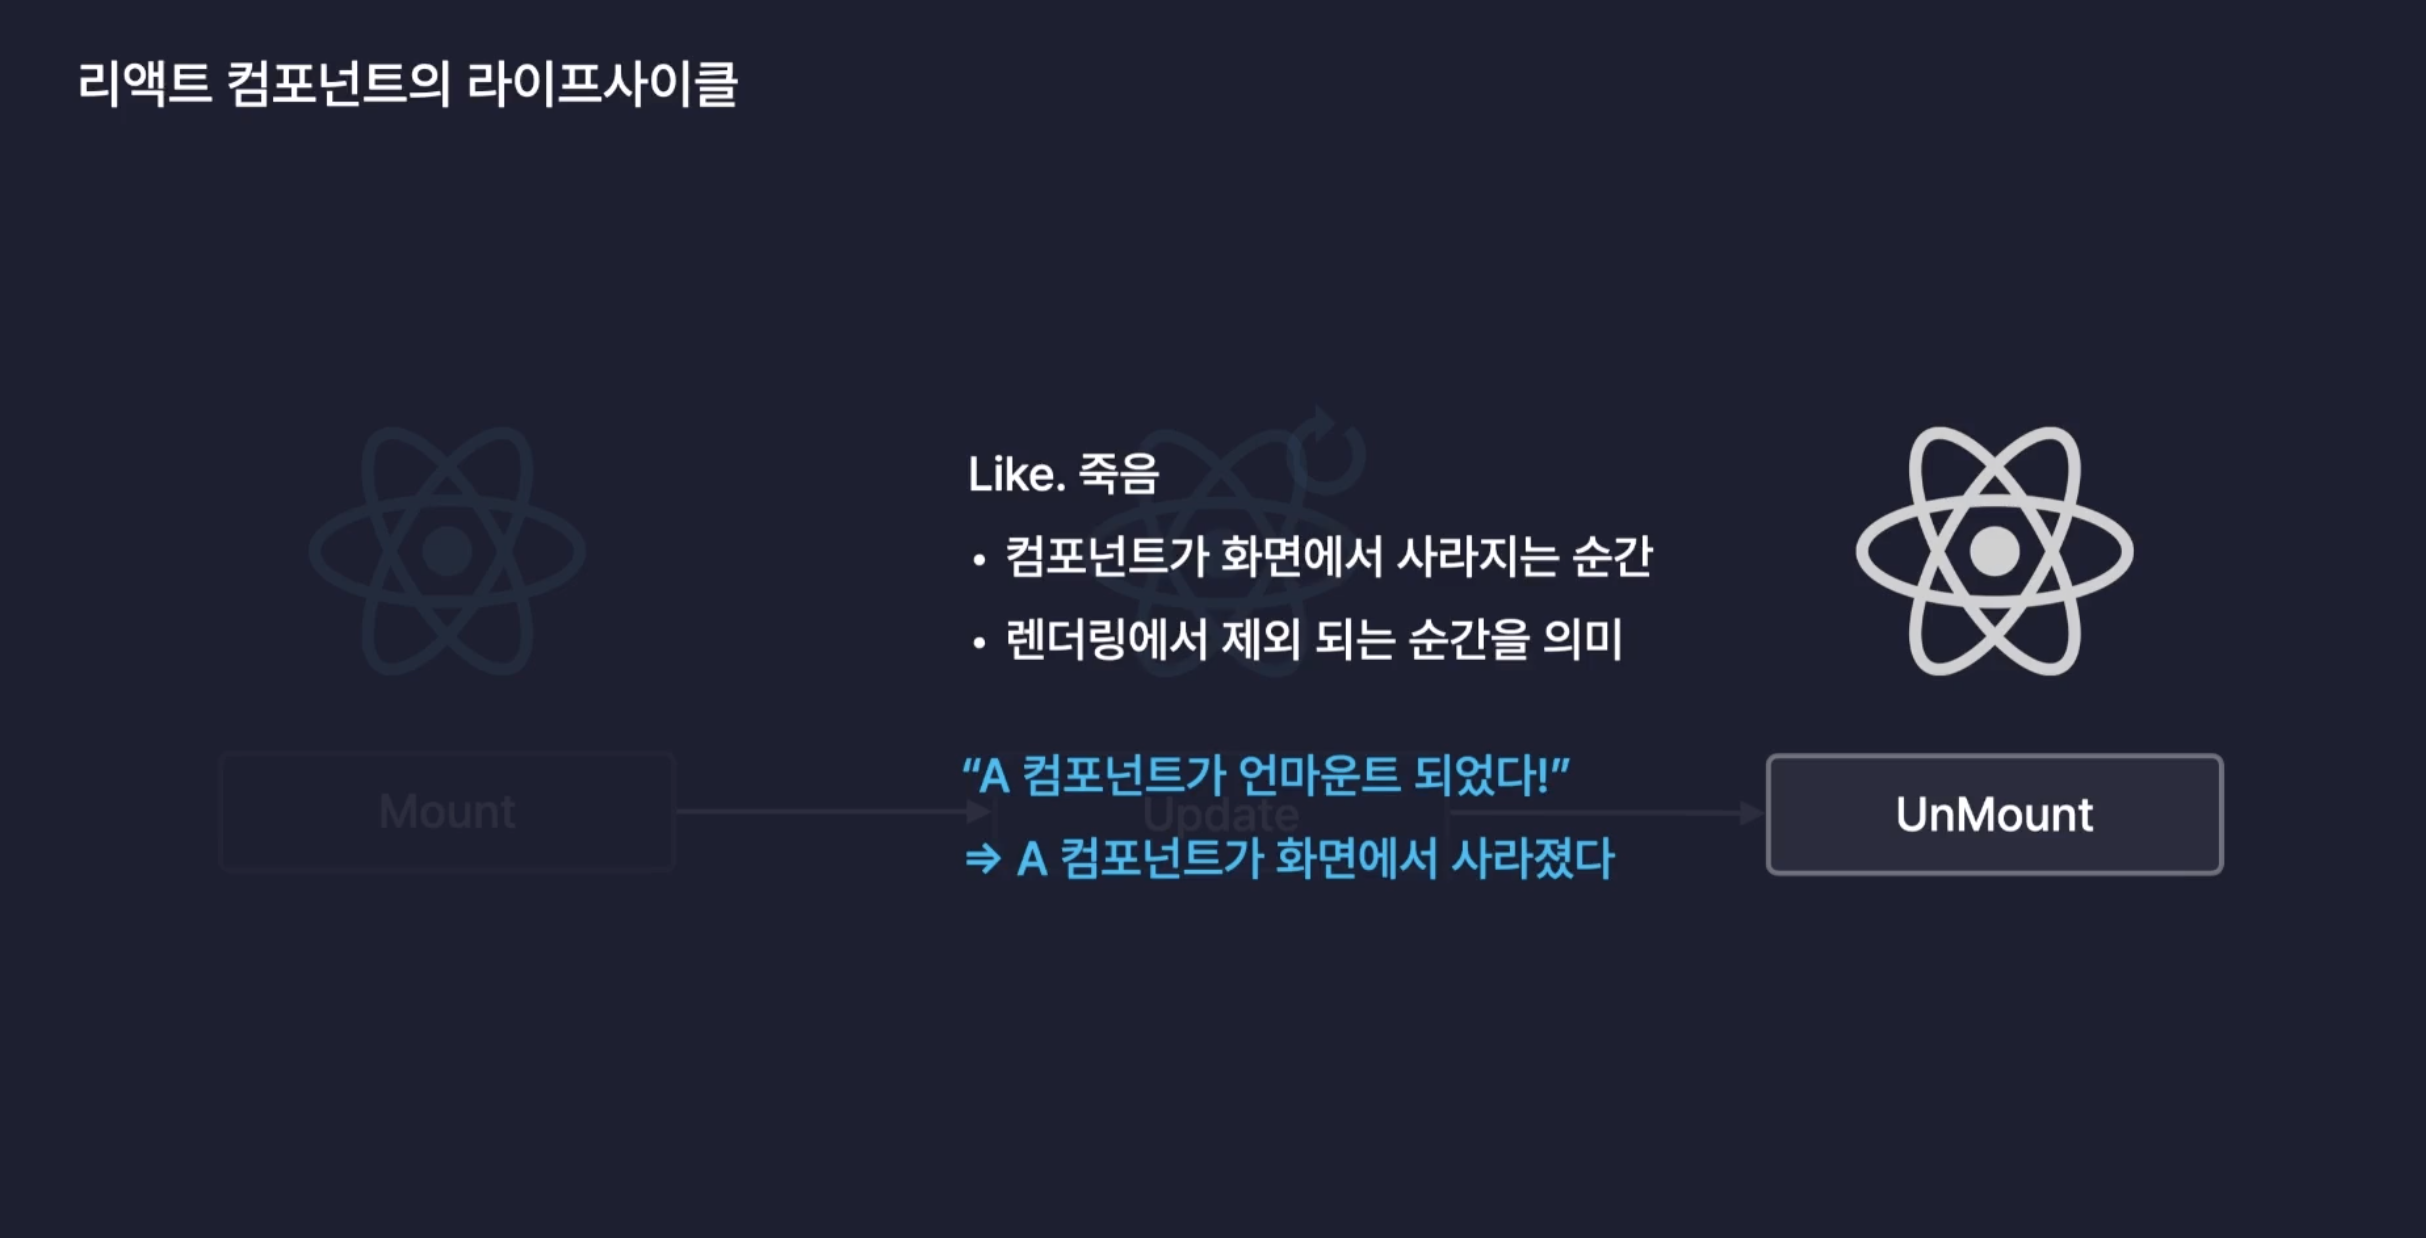 리액트 컴포넌트의 라이프사이클
Like. 죽음
• 컴포넌트가 화면에서 사라지는 순간
• 렌더링에서 제외 되는 순간을 의미
“A 컴포넌트가 언마운트 되었다!”
⇒ A 컴포넌트가 화면에서 사라졌다
Mount
Update
UnMount